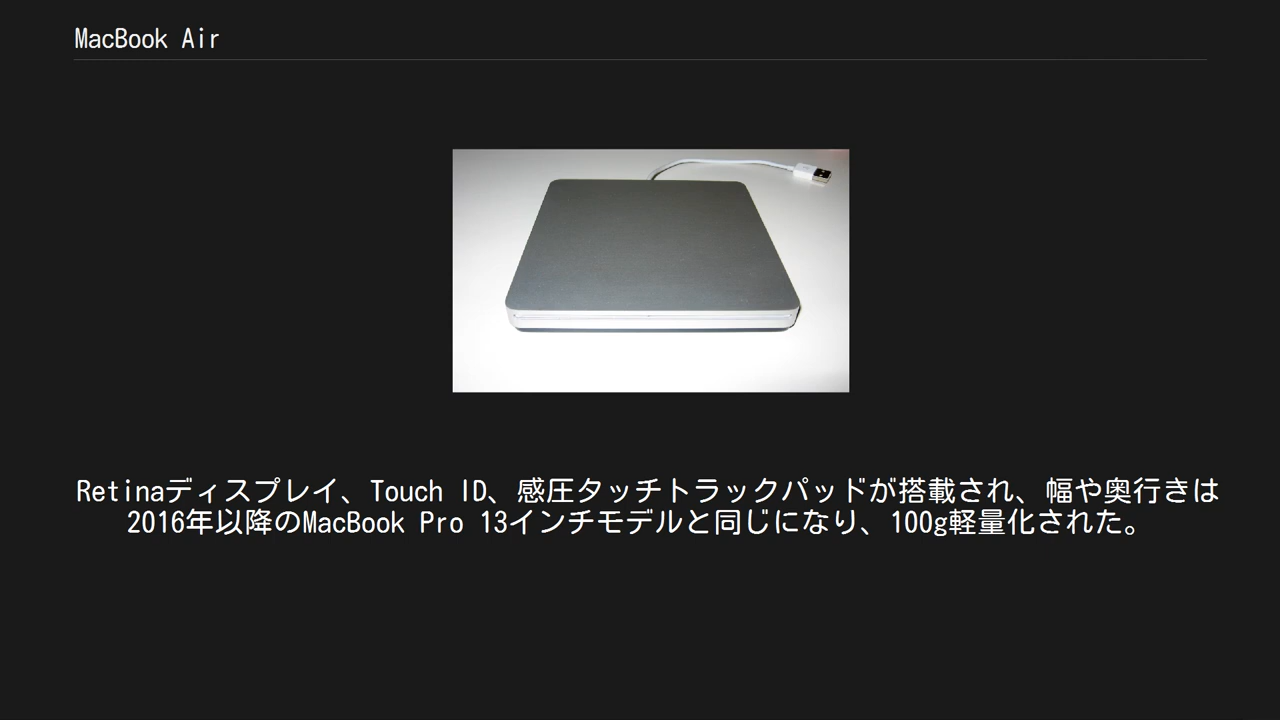 MacBook Air
Retinaディスプレイ、Touch ID、感圧タッチトラックパッドが搭載され、幅や奥行きは
2016年以降のMacBook Pro 13インチモデルと同じになり、100g軽量化された。